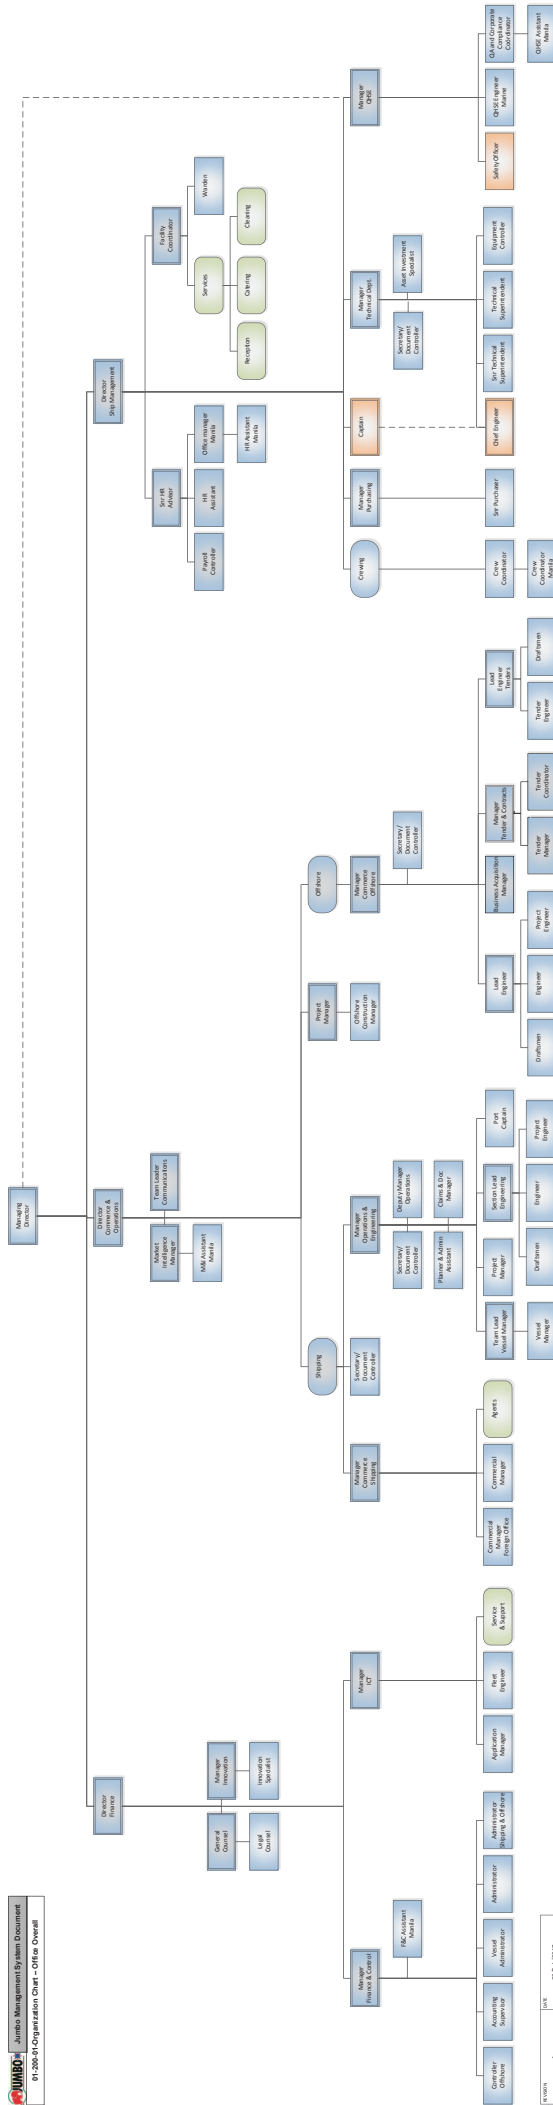 JUMBO
Jumbo Management System Document
01-200-01-Organization Chart – Office Overall
Managing
Director
Director
Finance
Director
Commerce &
Operations
Director
Ship Management
General
Counsel
Manager
Innovation
Legal
Counsel
Innovation
Specialist
Market
Intelligence
Manager
Team Leader
Communications
M&I Assistant
Manila
Snr HR
Advisor
Facility
Coordinator
Payroll
Controller
HR
Assistant
Office manager
Manila
HR Assistant
Manila
Services
Warden
Reception
Catering
Cleaning
Shipping
Project
Manager
Offshore
Secretary/
Document
Controller
Offshore
Construction
Manager
Manager
Finance & Control
Manager
ICT
Manager
Commerce
Shipping
Manager
Operations &
Engineering
Manager
Commerce
Offshore
Crewing
Manager
Purchasing
Captain
Manager
Technical Dept.
Manager
QHSE
F&C Assistant
Manila
Secretary/
Document
Controller
Deputy Manager
Operations
Planner & Admin
Assistant
Claims & Doc
Manager
Secretary/
Document
Controller
Secretary/
Document
Controller
Asset Investment
Specialist
Controller
Offshore
Accounting
Supervisor
Vessel
Administrator
Administrator
Administrator
Shipping & Offshore
Application
Manager
Fleet
Engineer
Service
& Support
Commercial
Manager
Foreign Office
Commercial
Manager
Agents
Team Lead
Vessel Manager
Project
Manager
Section Lead
Engineering
Port
Captain
Vessel
Manager
Draftsmen
Engineer
Project
Engineer
Lead
Engineer
Business Acquisition
Manager
Manager
Tender & Contracts
Lead
Engineer
Tenders
Draftsmen
Engineer
Project
Engineer
Tender
Manager
Tender
Coordinator
Tender
Engineer
Draftsmen
Crew
Coordinator
Crew
Coordinator
Manila
Snr Purchaser
Chief Engineer
Snr Technical
Superintendent
Technical
Superintendent
Equipment
Controller
Safety Officer
QHSE Engineer
Marine
QA and Corporate
Compliance
Coordinator
QHSE Assistant
Manila
REVISION
DATE